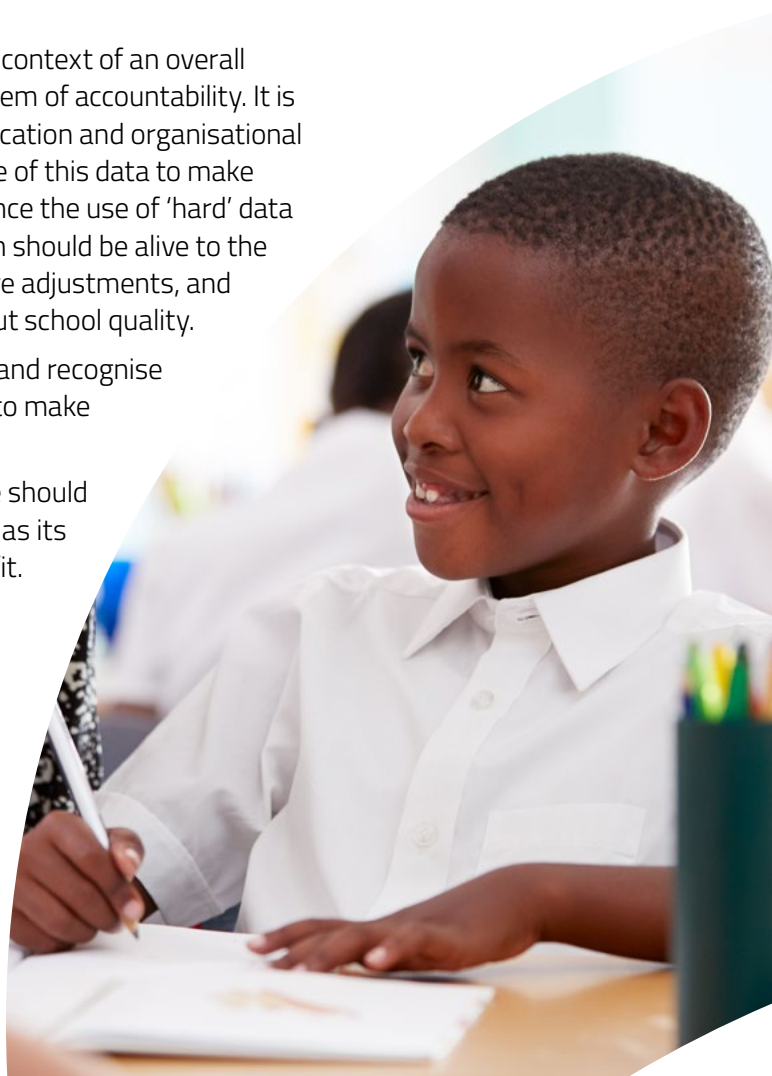 context of an overall
em of accountability. It is
cation and organisational
e of this data to make
nce the use of ‘hard’ data
n should be alive to the
e adjustments, and
ut school quality.
and recognise
to make
e should
as its
it.